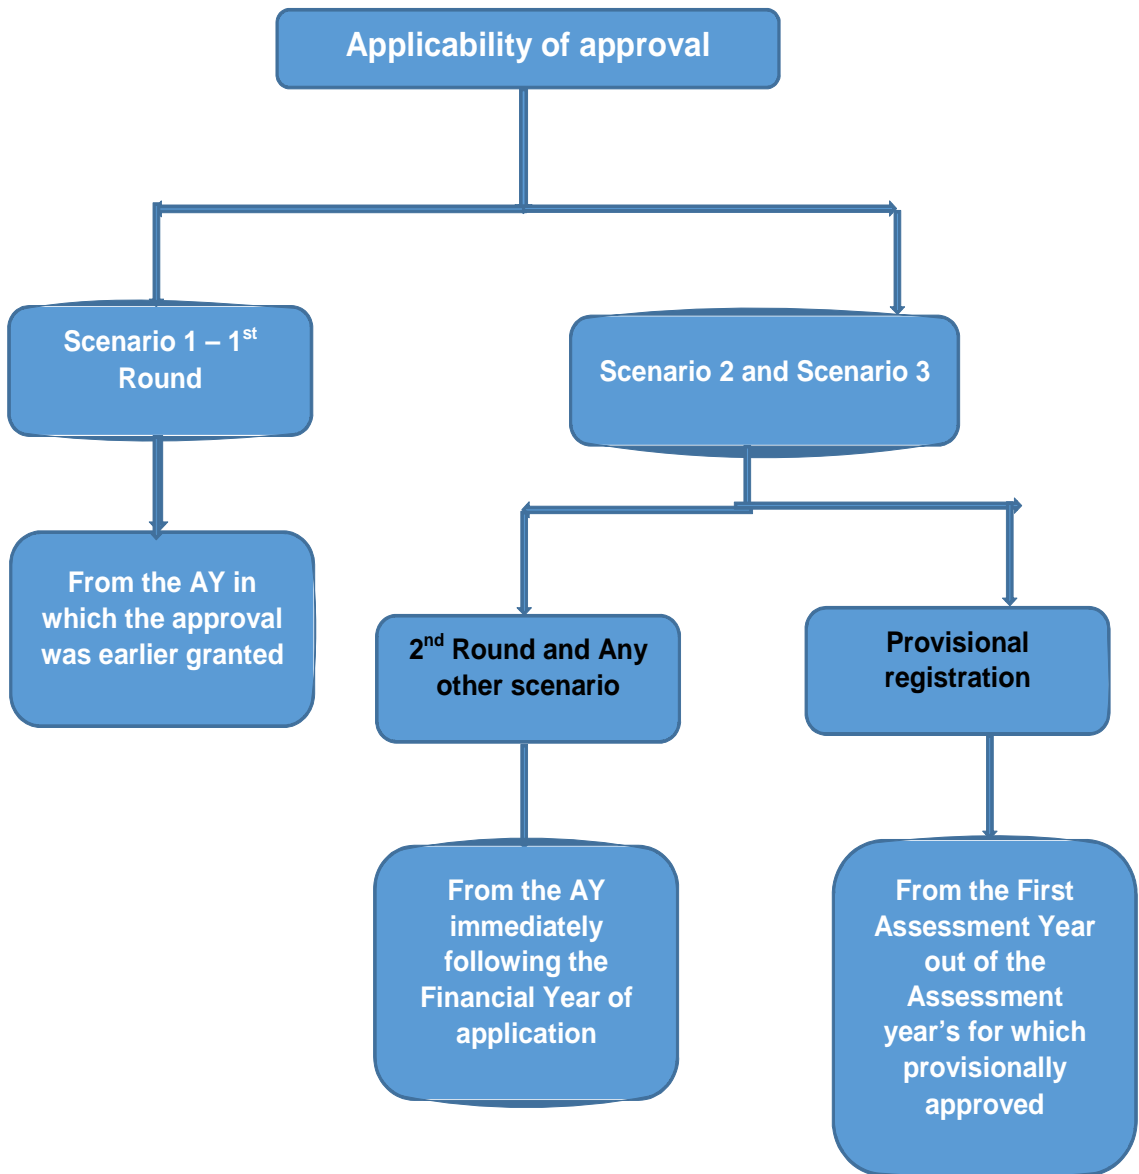 Applicability of approval
Scenario 1 – 1st
Round
Scenario 2 and Scenario 3
From the AY in
which the approval
was earlier granted
2nd Round and Any
other scenario
Provisional
registration
From the AY
immediately
following the
Financial Year of
application
From the First
Assessment Year
out of the
Assessment
year’s for which
provisionally
approved